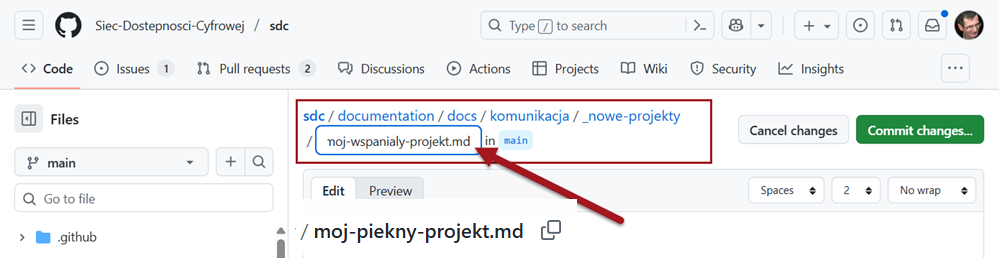 Siec-Dostepnosci-Cyfrowej / sdc
Type / to search
Code
Issues 1
Pull requests 2
Discussions
Actions
Projects
Wiki
Security
Insights
Files
sdc / documentation / docs / komunikacja / _nowe-projekty
/ moj-wspanialy-projekt.md in main
Cancel changes
Commit changes...
main
Go to file
Edit
Preview
Spaces
2
No wrap
.github
/ moj-piekny-projekt.md